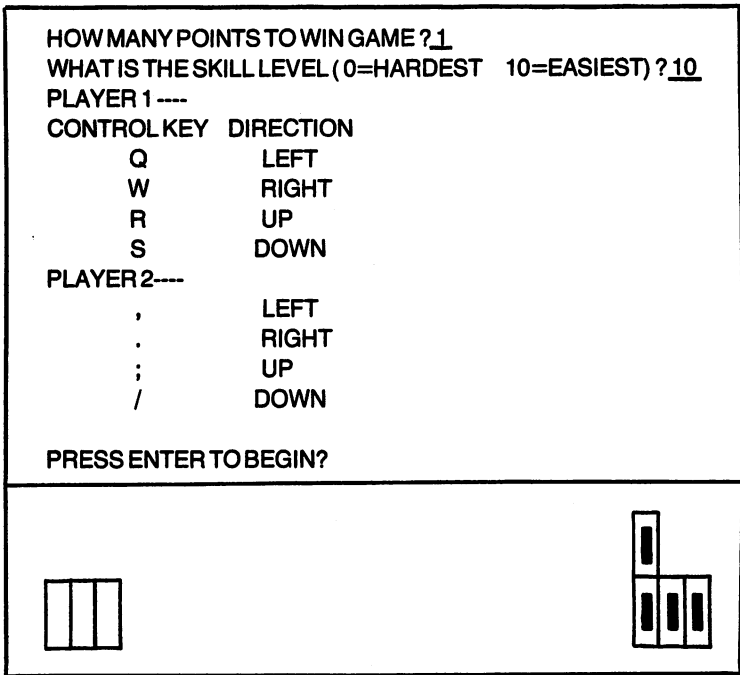 HOW MANY POINTS TO WIN GAME ? 1
WHAT IS THE SKILL LEVEL ( 0=HARDEST 10=EASIEST) ? 10
PLAYER 1 ----
CONTROL KEY DIRECTION
Q LEFT
W RIGHT
R UP
S DOWN
PLAYER 2----
, LEFT
. RIGHT
; UP
/ DOWN
PRESS ENTER TO BEGIN?